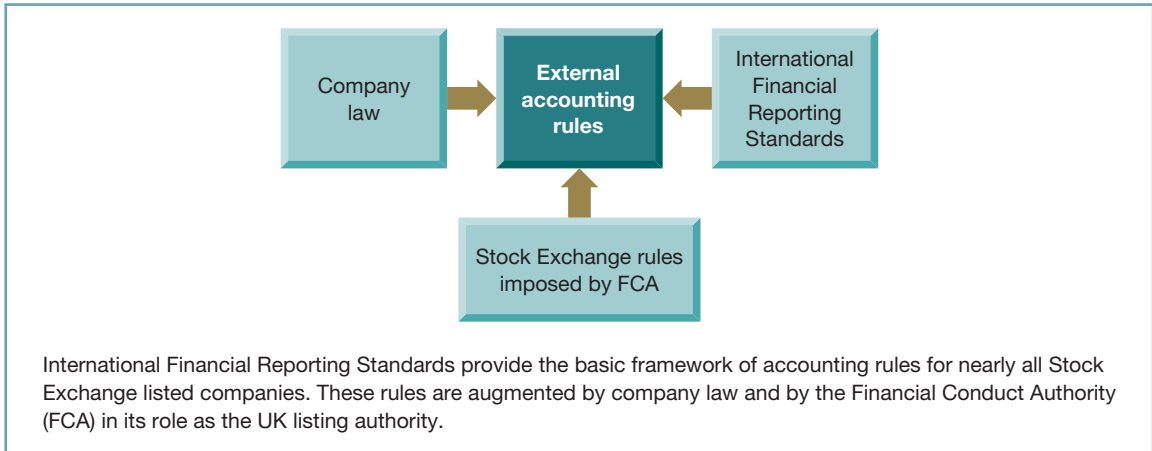 Company
law
External
accounting
rules
International
Financial
Reporting
Standards
Stock Exchange rules
imposed by FCA
International Financial Reporting Standards provide the basic framework of accounting rules for nearly all Stock
Exchange listed companies. These rules are augmented by company law and by the Financial Conduct Authority
(FCA) in its role as the UK listing authority.